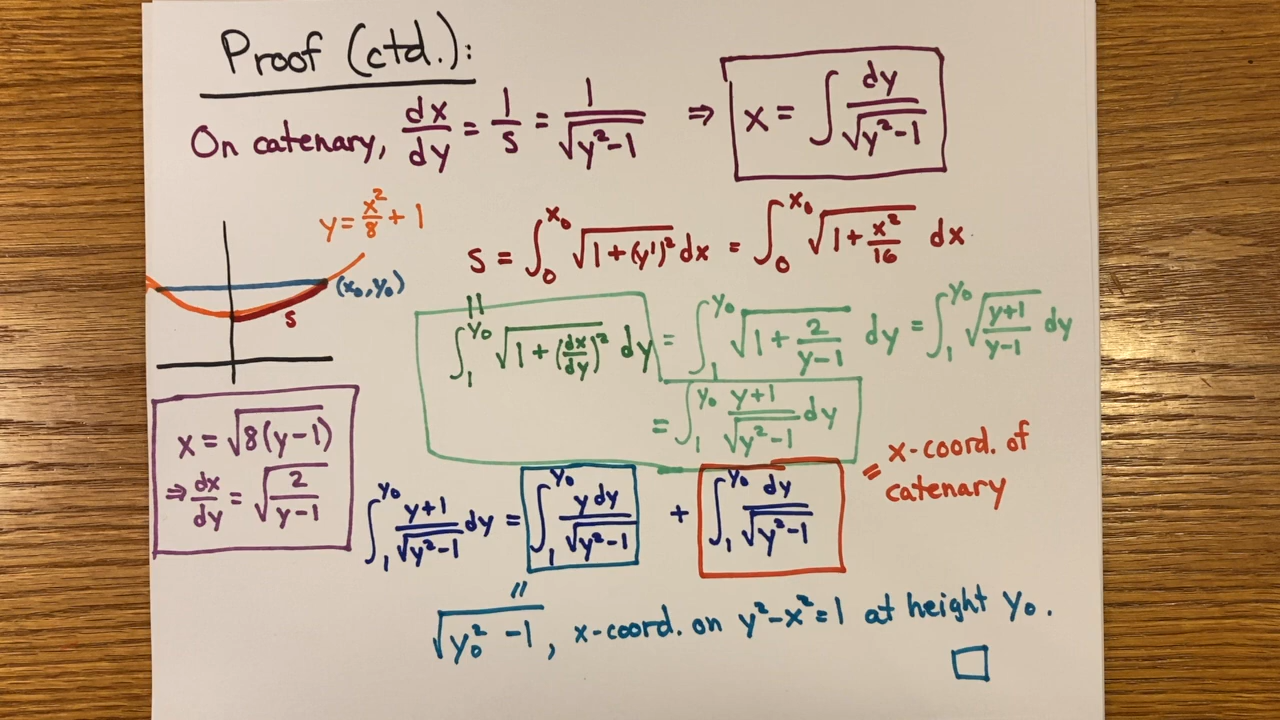 Proof (ctd.):
On catenary, dx/dy = 1/s = 1/√(y²-1) ⇒ x = ∫ dy/√(y²-1)
y = x²/8 + 1
(x₀, y₀)
s
s = ∫₀^x₀ √(1+(y')²) dx = ∫₀^x₀ √(1 + x²/16) dx
||
∫₁^y₀ √(1 + (dx/dy)²) dy = ∫₁^y₀ √(1 + 2/(y-1)) dy = ∫₁^y₀ √((y+1)/(y-1)) dy
= ∫₁^y₀ (y+1)/√(y²-1) dy
x = √(8(y-1))
⇒ dx/dy = √(2/(y-1))
∫₁^y₀ (y+1)/√(y²-1) dy = ∫₁^y₀ y dy/√(y²-1) + ∫₁^y₀ dy/√(y²-1)
= x-coord. of
catenary
||
√(y₀² -1), x-coord. on y²-x²=1 at height y₀.
□